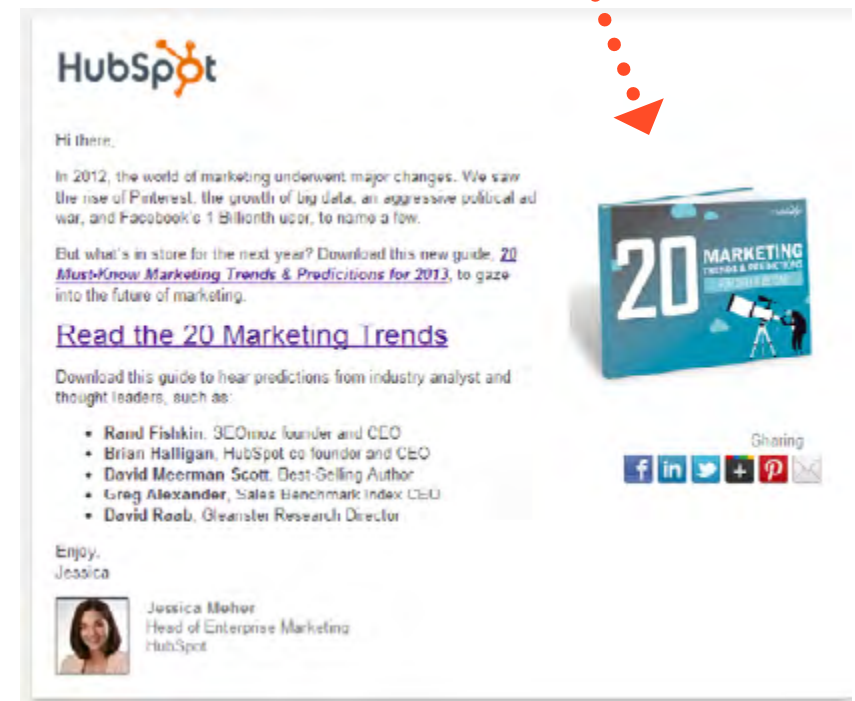 HubSpot
Hi there,
In 2012, the world of marketing underwent major changes. We saw
the rise of Pinterest, the growth of big data, an aggressive political ad
war, and Facebook's 1 Billionth user, to name a few.
But what's in store for the next year? Download this new guide, 20
Must-Know Marketing Trends & Predicitions for 2013, to gaze
into the future of marketing.
Read the 20 Marketing Trends
Download this guide to hear predictions from industry analyst and
thought leaders, such as:
• Rand Fishkin, SEOmoz founder and CEO
• Brian Halligan, HubSpot co founder and CEO
• David Meerman Scott, Best-Selling Author
• Greg Alexander, Sales Benchmark Index CEO
• David Raab, Gleanster Research Director
Enjoy,
Jessica
Jessica Meher
Head of Enterprise Marketing
HubSpot
20 MARKETING
TRENDS & PREDICTIONS
Sharing